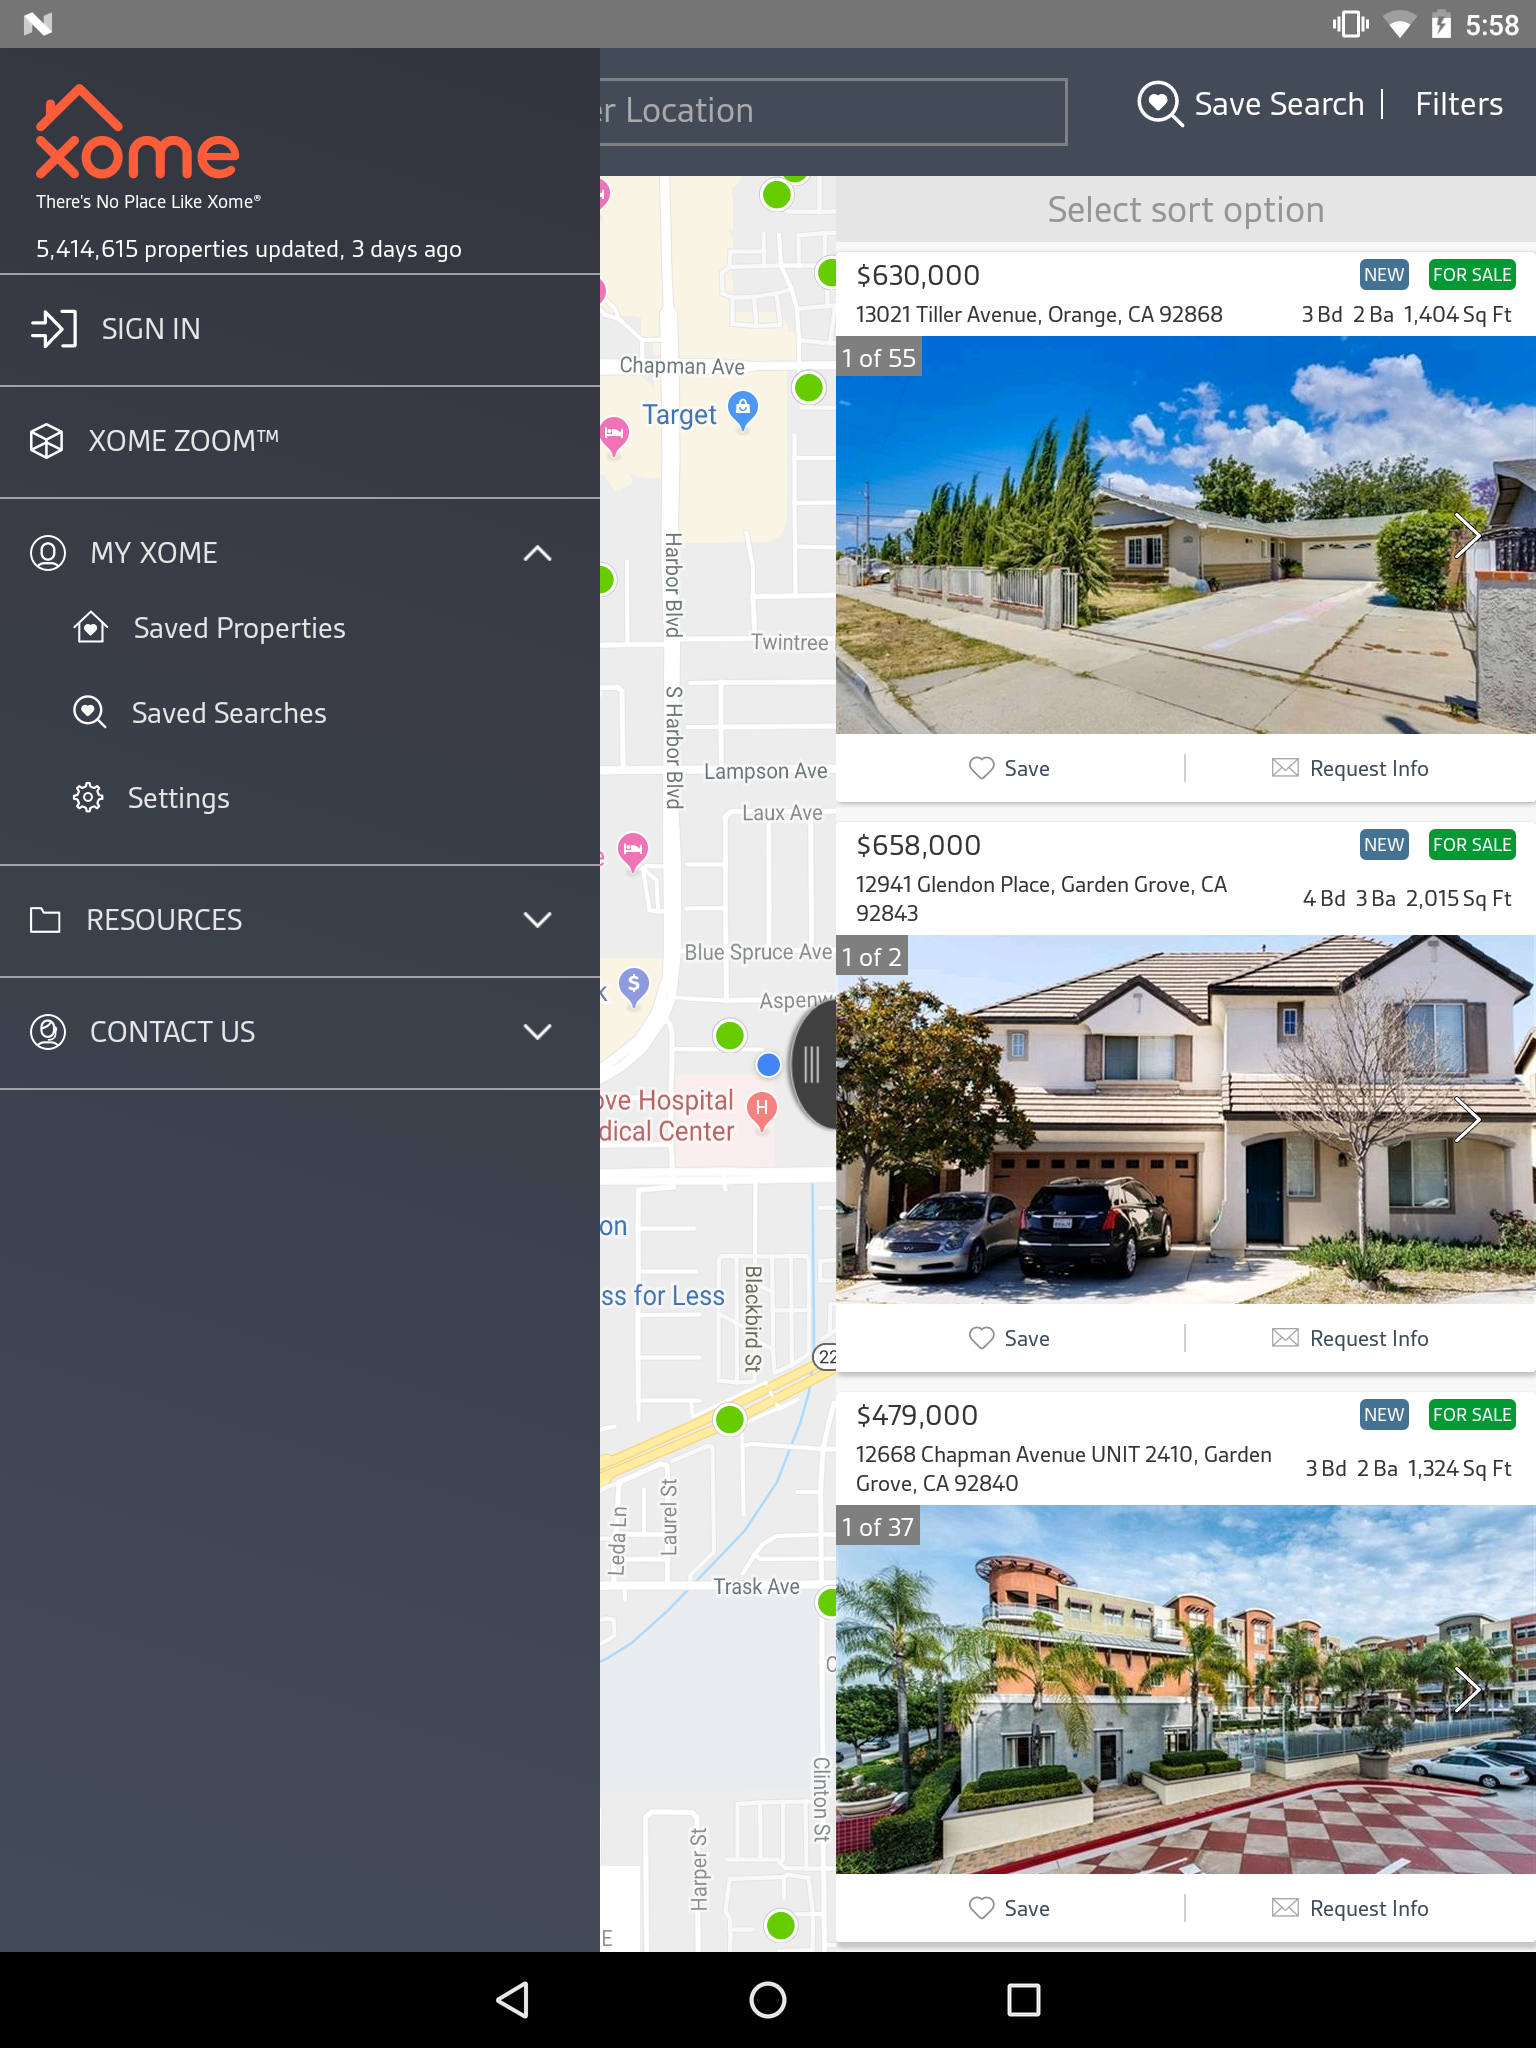 5:58
xome
There's No Place Like Xome®
5,414,615 properties updated, 3 days ago
SIGN IN
XOME ZOOM™
MY XOME
Saved Properties
Saved Searches
Settings
RESOURCES
CONTACT US
er Location
Save Search
Filters
Chapman Ave
Target
Harbor Blvd
Twintree
S Harbor Blvd
Lampson Ave
Laux Ave
e
Blue Spruce Ave
k
$
Aspenw
ove Hospital
dical Center
H
on
ss for Less
Blackbird St
22
Leda Ln
Laurel St
Trask Ave
C
Clinton St
Harper St
E
Select sort option
$630,000
NEW
FOR SALE
13021 Tiller Avenue, Orange, CA 92868
3 Bd 2 Ba 1,404 Sq Ft
1 of 55
Save
Request Info
$658,000
NEW
FOR SALE
12941 Glendon Place, Garden Grove, CA
92843
4 Bd 3 Ba 2,015 Sq Ft
1 of 2
Save
Request Info
$479,000
NEW
FOR SALE
12668 Chapman Avenue UNIT 2410, Garden
Grove, CA 92840
3 Bd 2 Ba 1,324 Sq Ft
1 of 37
Save
Request Info